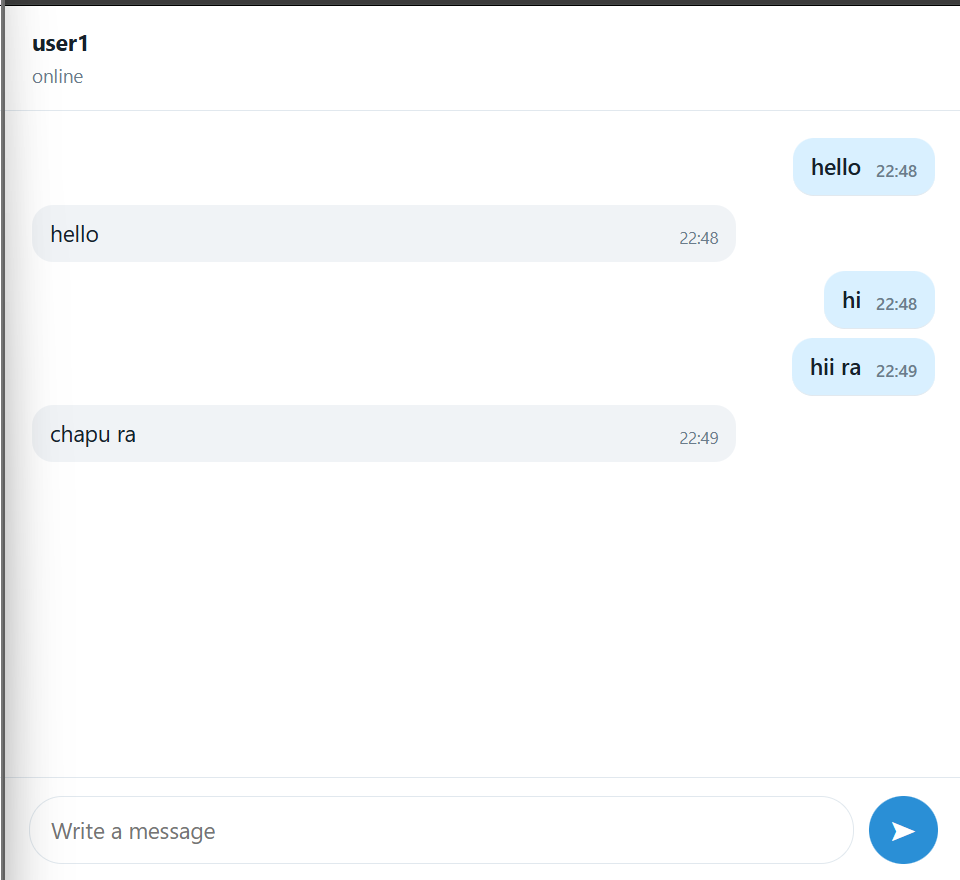 user1
online
hello 22:48
hello 22:48
hi 22:48
hii ra 22:49
chapu ra 22:49
Write a message